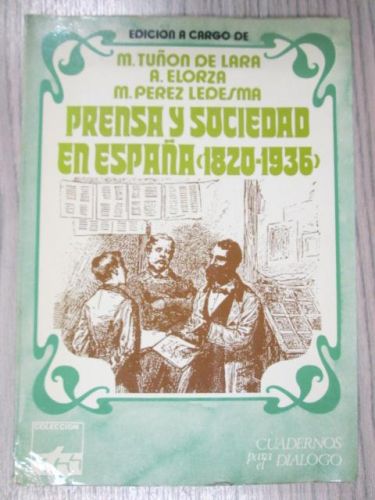 EDICION A CARGO DE
M. TUÑON DE LARA
A. ELORZA
M. PEREZ LEDESMA
PRENSA Y SOCIEDAD
EN ESPAÑA (1820-1936)
COLECCION
CUADERNOS
para el DIALOGO